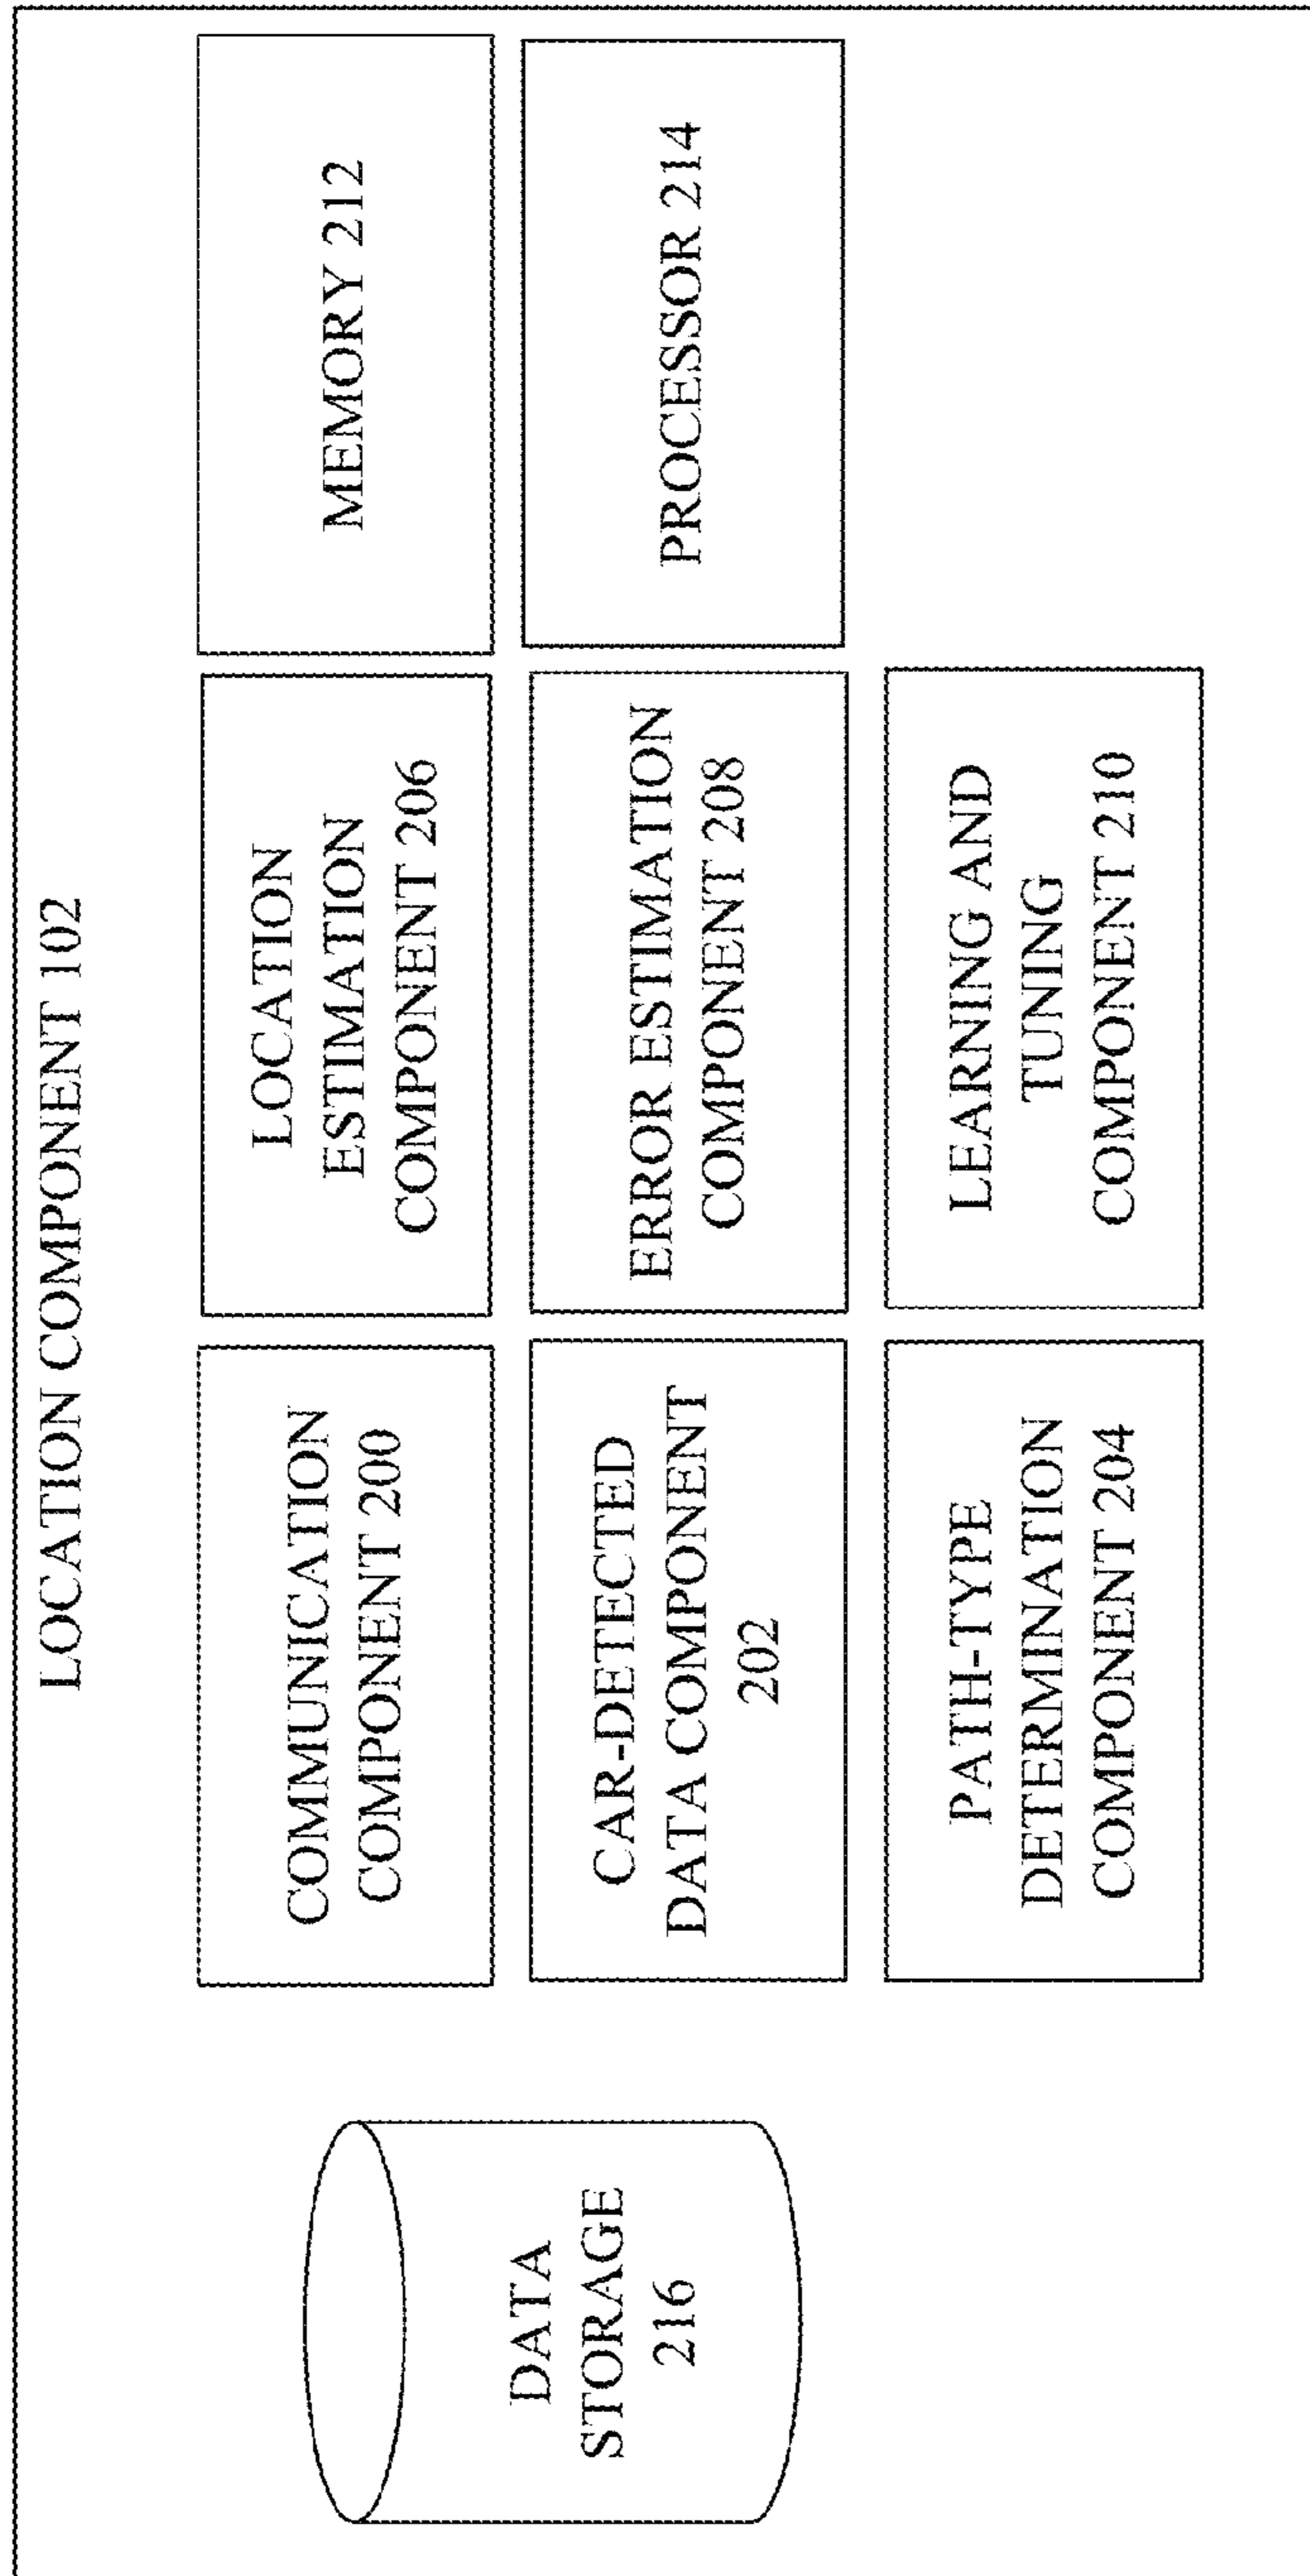 LOCATION COMPONENT 102
DATA
STORAGE
216
COMMUNICATION
COMPONENT 200
CAR-DETECTED
DATA COMPONENT
202
PATH-TYPE
DETERMINATION
COMPONENT 204
LOCATION
ESTIMATION
COMPONENT 206
ERROR ESTIMATION
COMPONENT 208
LEARNING AND
TUNING
COMPONENT 210
MEMORY 212
PROCESSOR 214